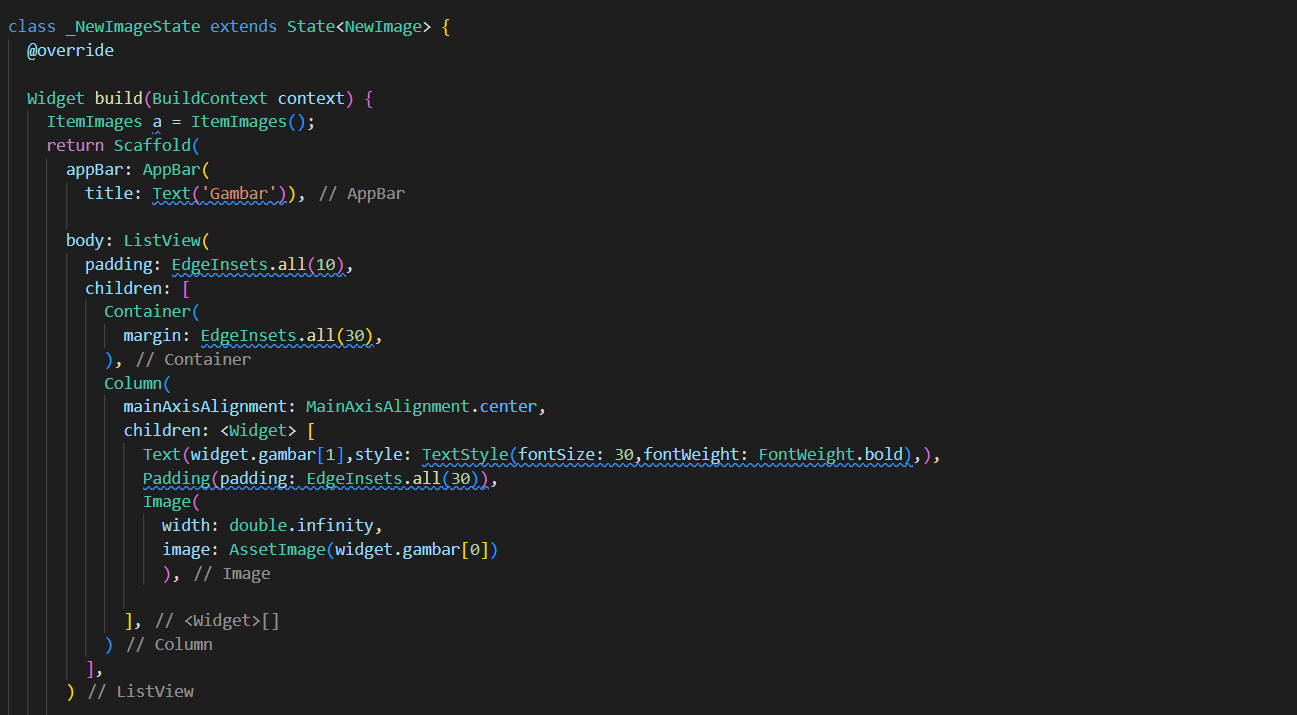 class _NewImageState extends State<NewImage> {
  @override

  Widget build(BuildContext context) {
    ItemImages a = ItemImages();
    return Scaffold(
      appBar: AppBar(
        title: Text('Gambar')), // AppBar

      body: ListView(
        padding: EdgeInsets.all(10),
        children: [
          Container(
            margin: EdgeInsets.all(30),
          ), // Container
          Column(
            mainAxisAlignment: MainAxisAlignment.center,
            children: <Widget> [
              Text(widget.gambar[1],style: TextStyle(fontSize: 30,fontWeight: FontWeight.bold),),
              Padding(padding: EdgeInsets.all(30)),
              Image(
                width: double.infinity,
                image: AssetImage(widget.gambar[0])
                ), // Image

            ], // <Widget>[]
          ) // Column
        ],
      ) // ListView